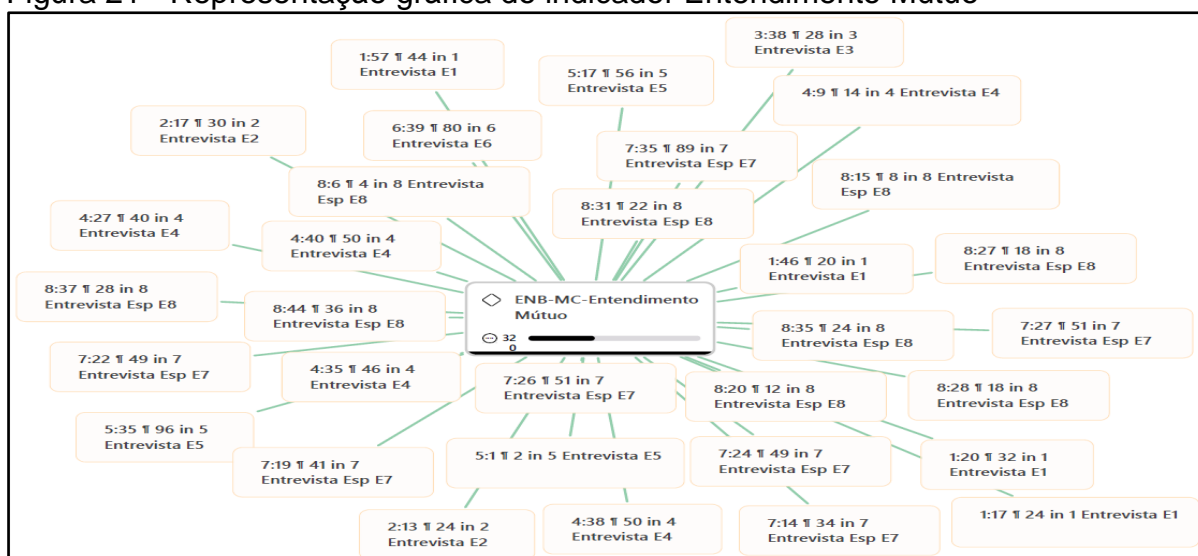 Figura 21 - Representação gráfica do indicador Entendimento Mútuo
1:57 ¶ 44 in 1
Entrevista E1
5:17 ¶ 56 in 5
Entrevista E5
3:38 ¶ 28 in 3
Entrevista E3
4:9 ¶ 14 in 4 Entrevista E4
2:17 ¶ 30 in 2
Entrevista E2
6:39 ¶ 80 in 6
Entrevista E6
7:35 ¶ 89 in 7
Entrevista Esp E7
8:6 ¶ 4 in 8 Entrevista
Esp E8
8:31 ¶ 22 in 8
Entrevista Esp E8
8:15 ¶ 8 in 8 Entrevista
Esp E8
4:27 ¶ 40 in 4
Entrevista E4
4:40 ¶ 50 in 4
Entrevista E4
1:46 ¶ 20 in 1
Entrevista E1
8:27 ¶ 18 in 8
Entrevista Esp E8
8:37 ¶ 28 in 8
Entrevista Esp E8
8:44 ¶ 36 in 8
Entrevista Esp E8
ENB-MC-Entendimento
Mútuo
32
0
8:35 ¶ 24 in 8
Entrevista Esp E8
7:27 ¶ 51 in 7
Entrevista Esp E7
7:22 ¶ 49 in 7
Entrevista Esp E7
4:35 ¶ 46 in 4
Entrevista E4
7:26 ¶ 51 in 7
Entrevista Esp E7
8:20 ¶ 12 in 8
Entrevista Esp E8
8:28 ¶ 18 in 8
Entrevista Esp E8
5:35 ¶ 96 in 5
Entrevista E5
7:19 ¶ 41 in 7
Entrevista Esp E7
5:1 ¶ 2 in 5 Entrevista E5
7:24 ¶ 49 in 7
Entrevista Esp E7
1:20 ¶ 32 in 1
Entrevista E1
2:13 ¶ 24 in 2
Entrevista E2
4:38 ¶ 50 in 4
Entrevista E4
7:14 ¶ 34 in 7
Entrevista Esp E7
1:17 ¶ 24 in 1 Entrevista E1